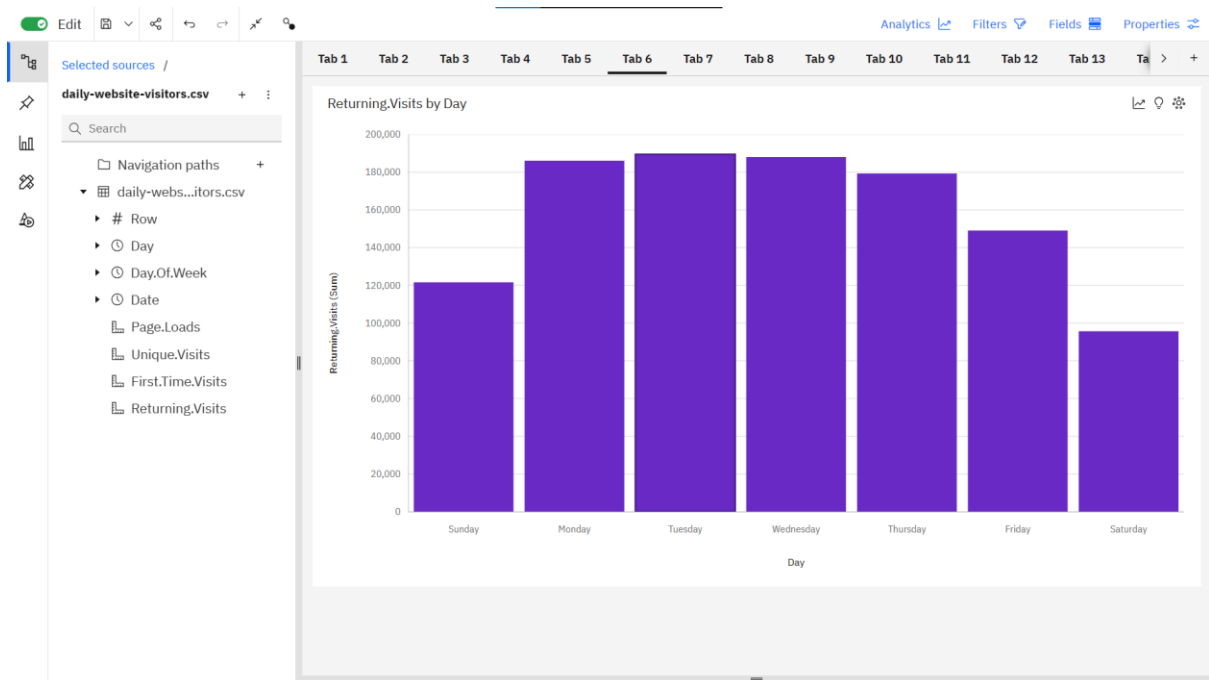 Edit
Analytics
Filters
Fields
Properties
Selected sources /
daily-website-visitors.csv
Search
Navigation paths
daily-webs...itors.csv
# Row
Day
Day.Of.Week
Date
Page.Loads
Unique.Visits
First.Time.Visits
Returning.Visits
Tab 1 Tab 2 Tab 3 Tab 4 Tab 5 Tab 6 Tab 7 Tab 8 Tab 9 Tab 10 Tab 11 Tab 12 Tab 13 Ta
Returning.Visits by Day
Returning.Visits (Sum)
200,000
180,000
160,000
140,000
120,000
100,000
80,000
60,000
40,000
20,000
0
Sunday Monday Tuesday Wednesday Thursday Friday Saturday
Day